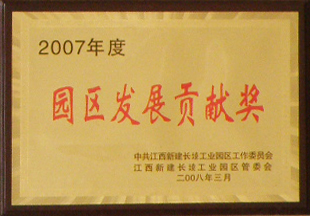 2007年度
园区发展贡献奖
中共江西新建长堎工业园区工作委员会
江西新建长堎工业园区管委会
二〇〇八年三月